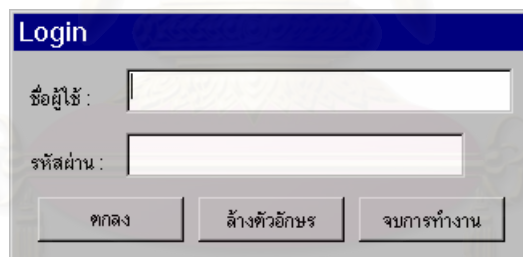 Login
ชื่อผู้ใช้ :
รหัสผ่าน :
ตกลง ล้างตัวอักษร จบการทำงาน